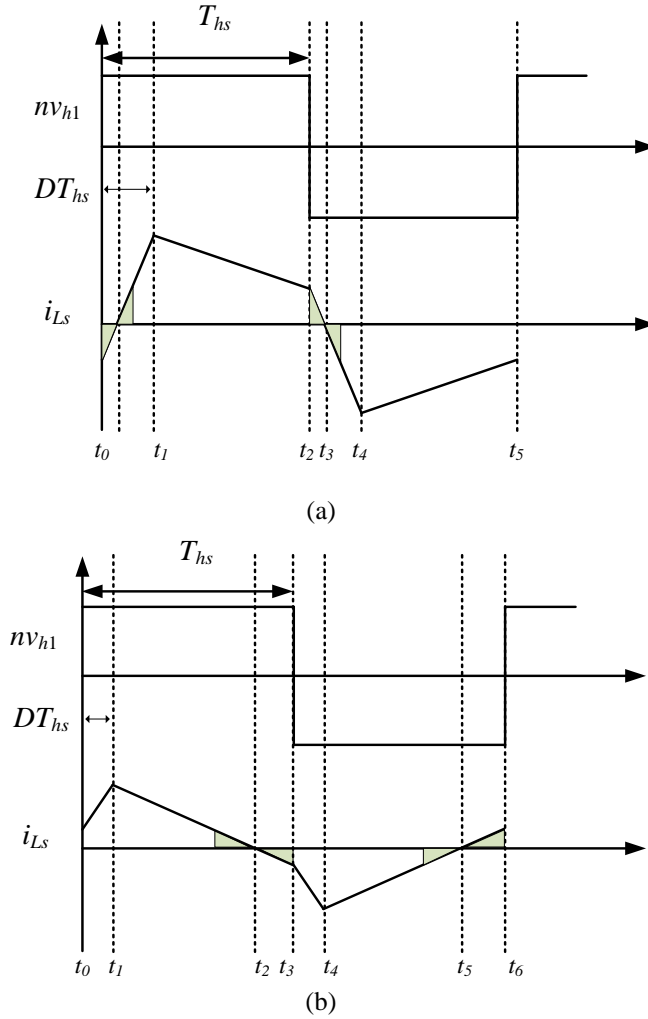 T_hs
nv_h1
DT_hs
i_Ls
t_0 t_1 t_2 t_3 t_4 t_5
(a)
T_hs
nv_h1
DT_hs
i_Ls
t_0 t_1 t_2 t_3 t_4 t_5 t_6
(b)